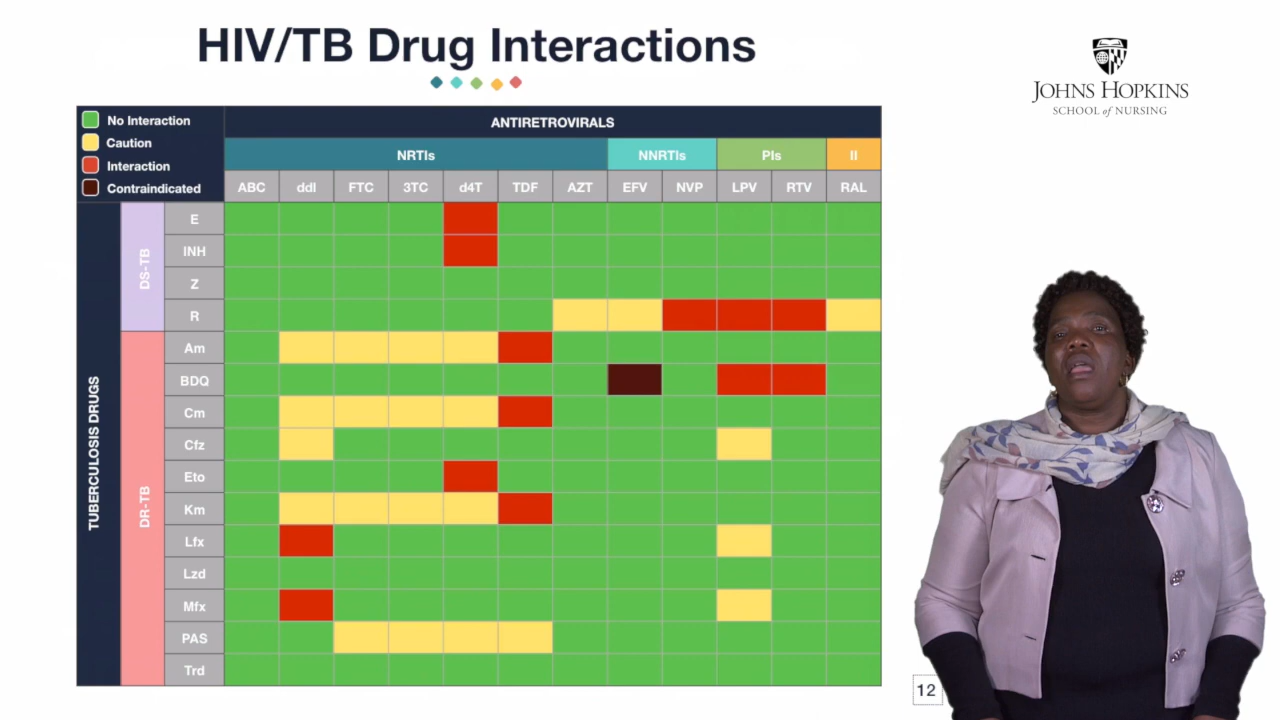 HIV/TB Drug Interactions
JOHNS HOPKINS
SCHOOL of NURSING
No Interaction
Caution
Interaction
Contraindicated
ANTIRETROVIRALS
NRTIs NNRTIs PIs II
ABC ddI FTC 3TC d4T TDF AZT EFV NVP LPV RTV RAL
TUBERCULOSIS DRUGS
DS-TB
E
INH
Z
R
DR-TB
Am
BDQ
Cm
Cfz
Eto
Km
Lfx
Lzd
Mfx
PAS
Trd
12